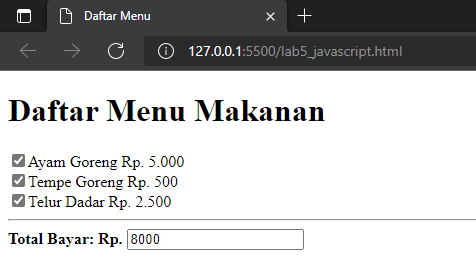 Daftar Menu
127.0.0.1:5500/lab5_javascript.html
Daftar Menu Makanan
Ayam Goreng Rp. 5.000
Tempe Goreng Rp. 500
Telur Dadar Rp. 2.500
Total Bayar: Rp. 8000